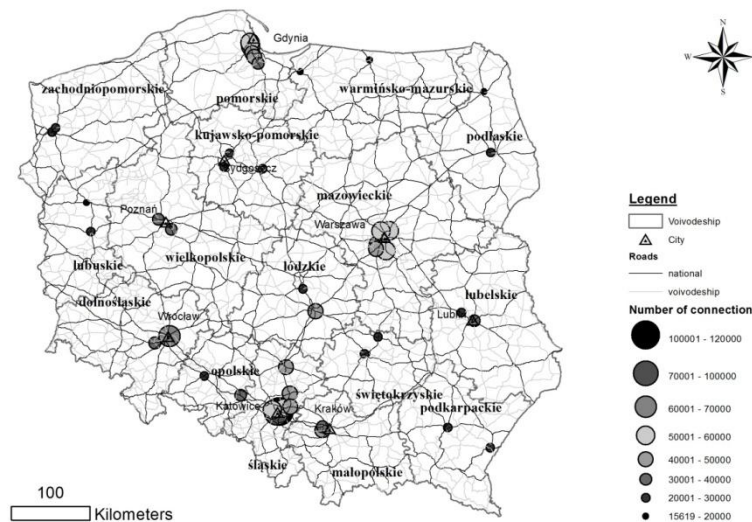 Gdynia
N
W E
S
zachodniopomorskie
pomorskie
warmińsko-mazurskie
kujawsko-pomorskie
podlaskie
Bydgoszcz
mazowieckie
Poznań
Warszawa
lubuskie
wielkopolskie
łódzkie
lubelskie
dolnośląskie
Wrocław
Lubl
opolskie
świętokrzyskie
Katowice
Kraków
podkarpackie
śląskie
małopolskie
100
Kilometers
Legend
Voivodeship
City
Roads
national
voivodeship
Number of connection
100001 - 120000
70001 - 100000
60001 - 70000
50001 - 60000
40001 - 50000
30001 - 40000
20001 - 30000
15619 - 20000